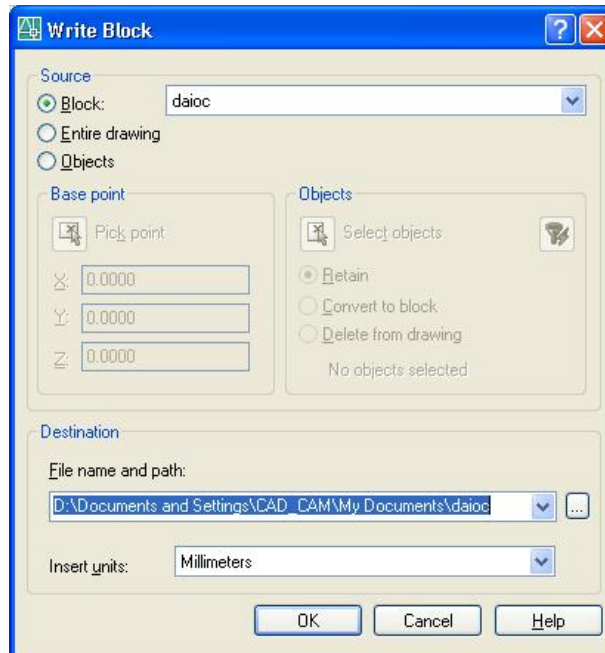 Write Block
Source
Block: daioc
Entire drawing
Objects
Base point
Pick point
X: 0.0000
Y: 0.0000
Z: 0.0000
Objects
Select objects
Retain
Convert to block
Delete from drawing
No objects selected
Destination
File name and path:
D:\Documents and Settings\CAD_CAM\My Documents\daioc
...
Insert units: Millimeters
OK Cancel Help